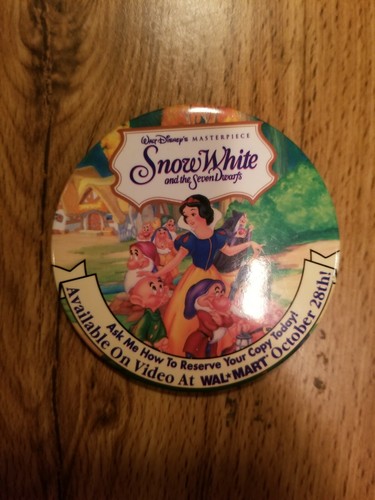 Walt Disney's MASTERPIECE
Snow White
and the Seven Dwarfs
Ask Me How To Reserve Your Copy Today!
Available On Video At WAL★MART October 28th!